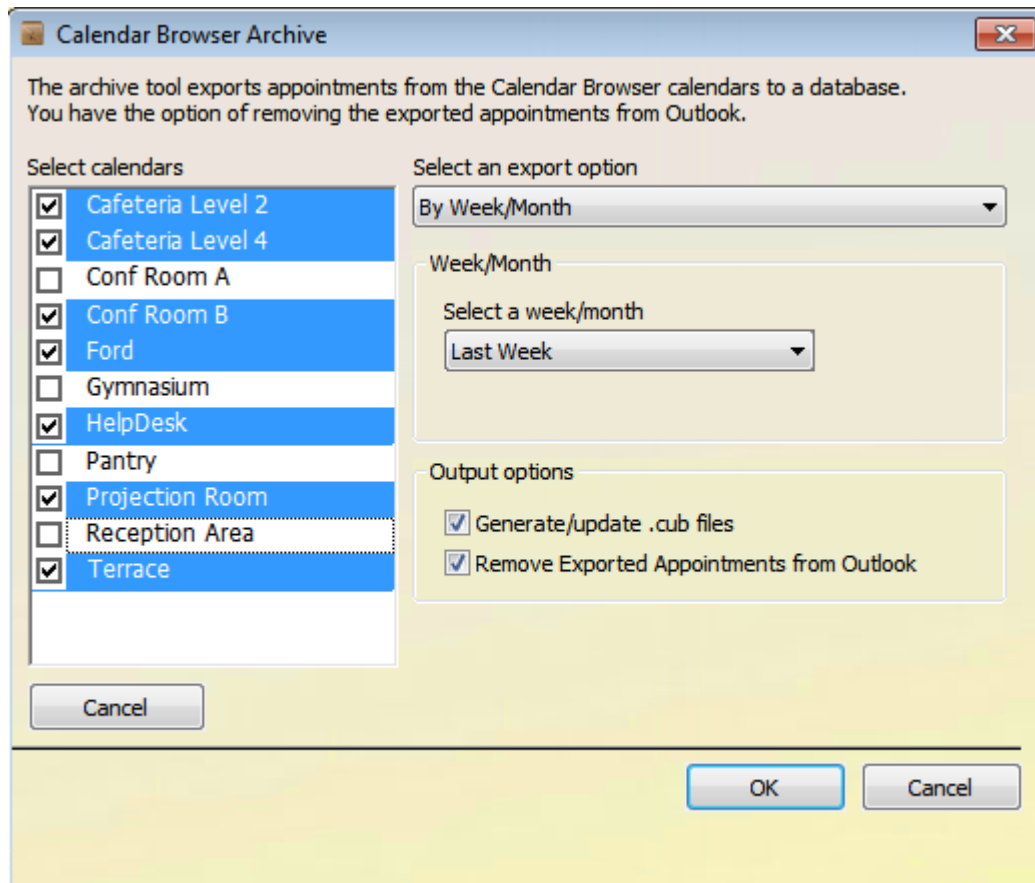 Calendar Browser Archive
The archive tool exports appointments from the Calendar Browser calendars to a database.
You have the option of removing the exported appointments from Outlook.
Select calendars
Cafeteria Level 2
Cafeteria Level 4
Conf Room A
Conf Room B
Ford
Gymnasium
HelpDesk
Pantry
Projection Room
Reception Area
Terrace
Cancel
Select an export option
By Week/Month
Week/Month
Select a week/month
Last Week
Output options
Generate/update .cub files
Remove Exported Appointments from Outlook
OK
Cancel